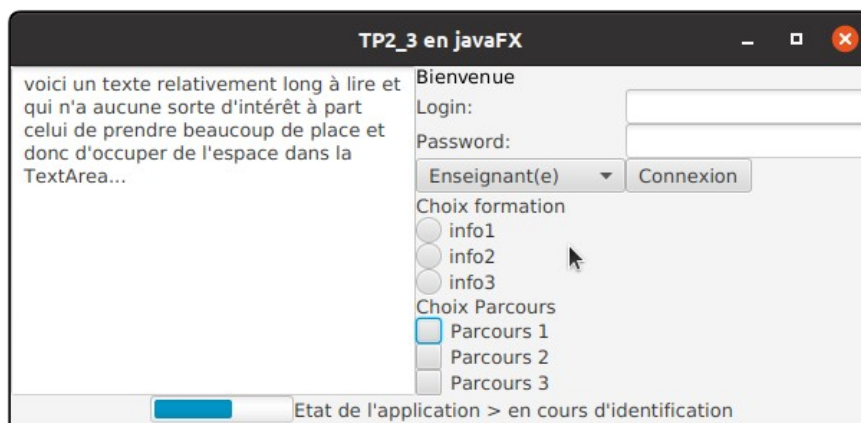 TP2_3 en javaFX
voici un texte relativement long à lire et
qui n'a aucune sorte d'intérêt à part
celui de prendre beaucoup de place et
donc d'occuper de l'espace dans la
TextArea...
Bienvenue
Login:
Password:
Enseignant(e)
Connexion
Choix formation
info1
info2
info3
Choix Parcours
Parcours 1
Parcours 2
Parcours 3
Etat de l'application > en cours d'identification